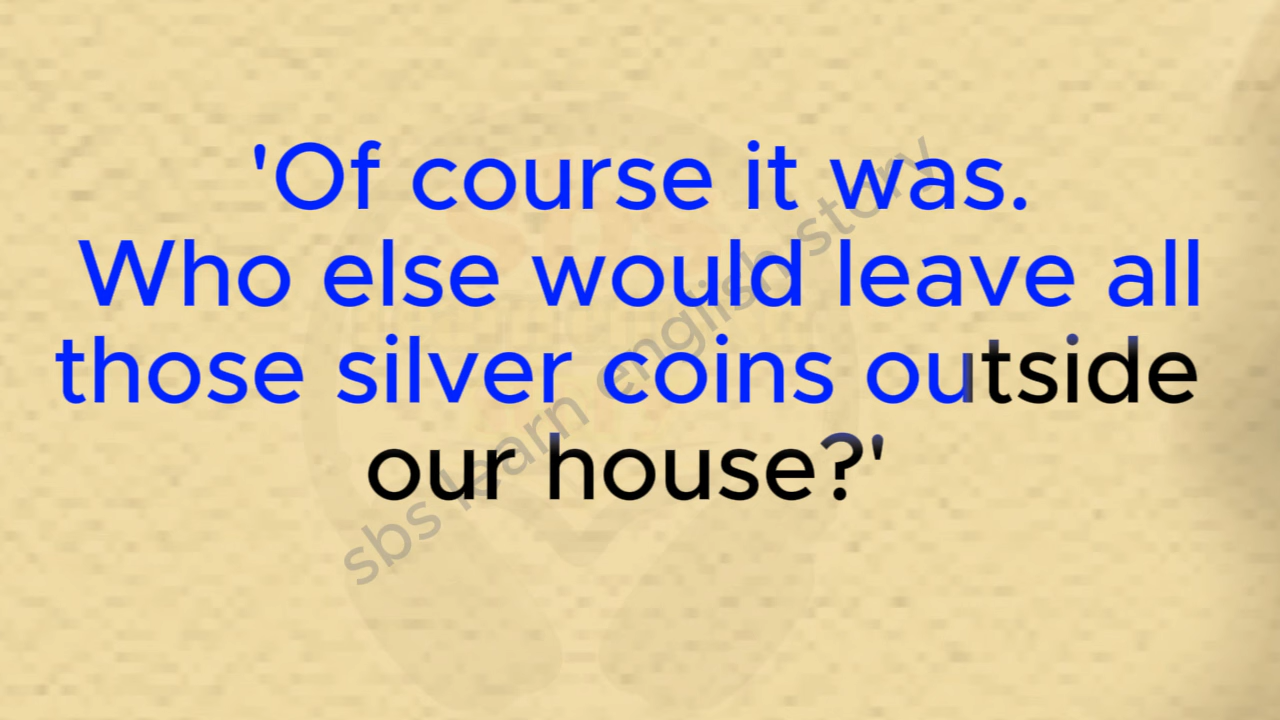 'Of course it was.
Who else would leave all
those silver coins outside
our house?'
sbs learn english story